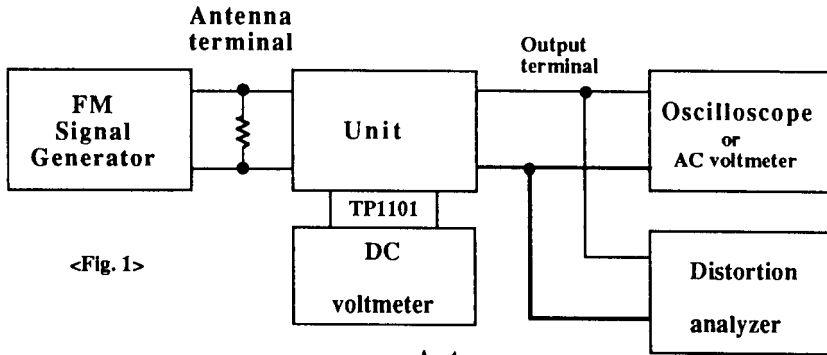 Antenna
terminal
Output
terminal
FM
Signal
Generator
Unit
Oscilloscope
or
AC voltmeter
TP1101
DC
voltmeter
<Fig. 1>
Distortion
analyzer